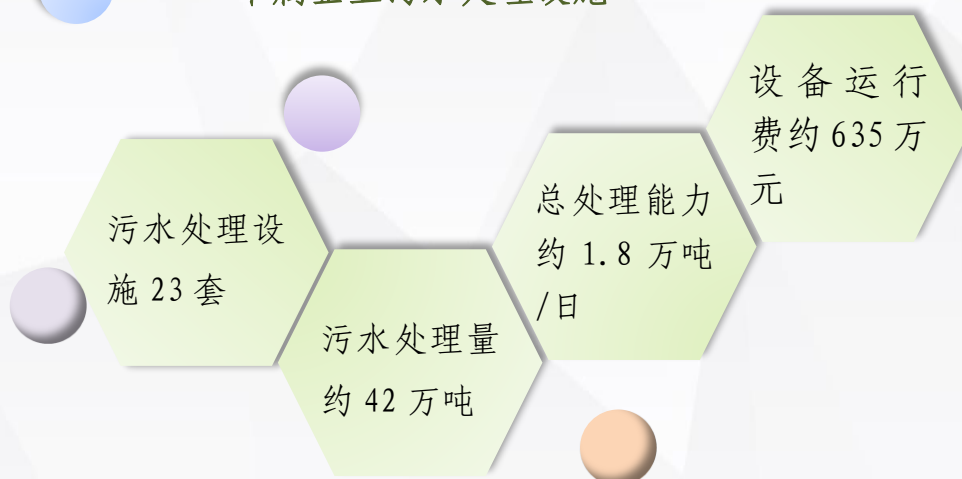 污水处理设
施 23 套
污水处理量
约 42 万吨
总处理能力
约 1.8 万吨
/日
设备运行
费约 635 万
元